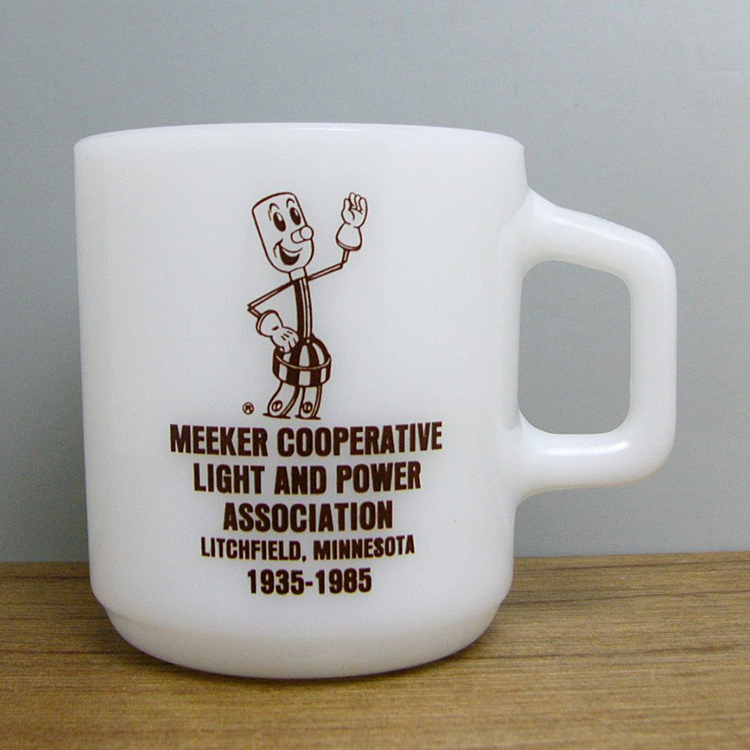 ®
MEEKER COOPERATIVE
LIGHT AND POWER
ASSOCIATION
LITCHFIELD, MINNESOTA
1935-1985